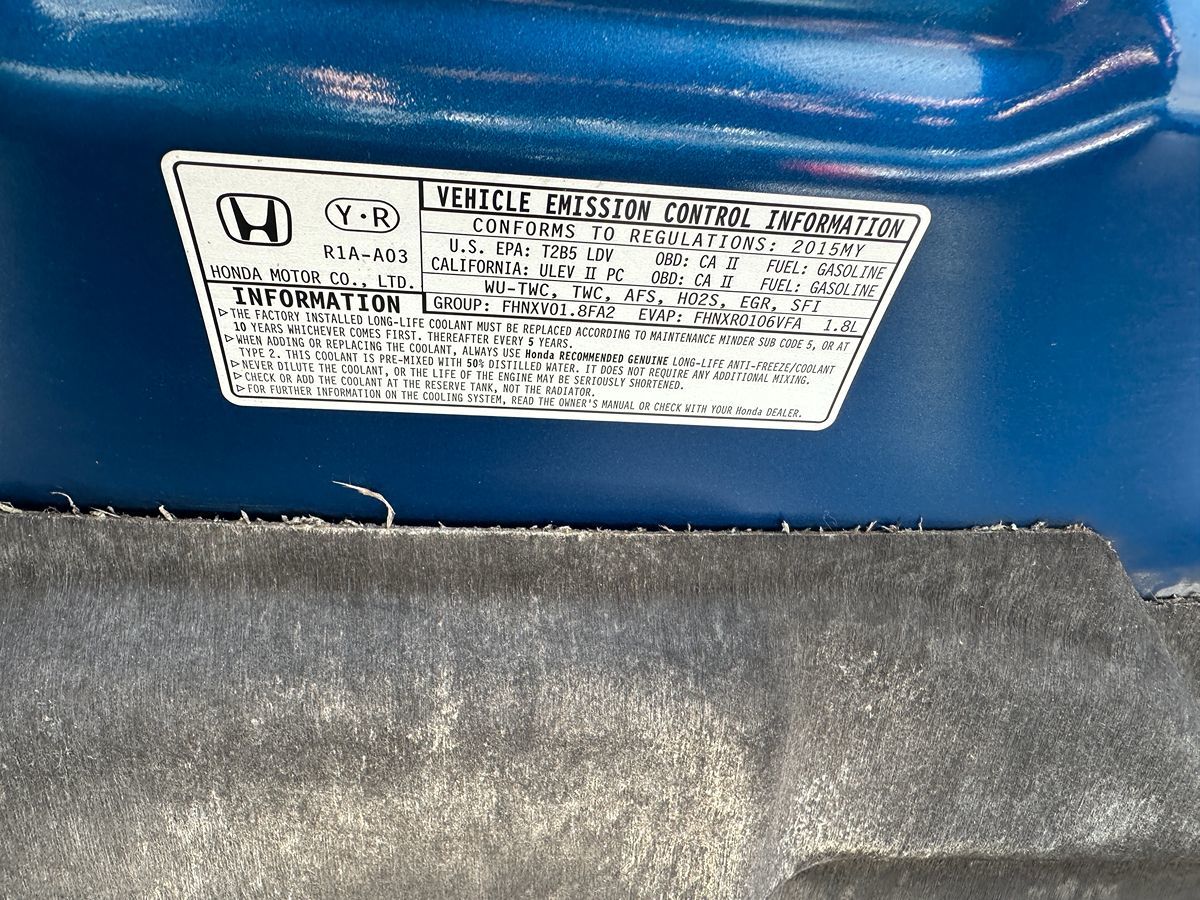 Y·R
R1A-A03
HONDA MOTOR CO., LTD.
VEHICLE EMISSION CONTROL INFORMATION
CONFORMS TO REGULATIONS: 2015MY
U.S. EPA: T2B5 LDV OBD: CA II FUEL: GASOLINE
CALIFORNIA: ULEV II PC OBD: CA II FUEL: GASOLINE
WU-TWC, TWC, AFS, HO2S, EGR, SFI
GROUP: FHNXV01.8FA2 EVAP: FHNXR0106VFA 1.8L
INFORMATION
▷THE FACTORY INSTALLED LONG-LIFE COOLANT MUST BE REPLACED ACCORDING TO MAINTENANCE MINDER SUB CODE 5, OR AT
10 YEARS WHICHEVER COMES FIRST. THEREAFTER EVERY 5 YEARS.
▷WHEN ADDING OR REPLACING THE COOLANT, ALWAYS USE Honda RECOMMENDED GENUINE LONG-LIFE ANTI-FREEZE/COOLANT
TYPE 2. THIS COOLANT IS PRE-MIXED WITH 50% DISTILLED WATER. IT DOES NOT REQUIRE ANY ADDITIONAL MIXING.
▷NEVER DILUTE THE COOLANT, OR THE LIFE OF THE ENGINE MAY BE SERIOUSLY SHORTENED.
▷CHECK OR ADD THE COOLANT AT THE RESERVE TANK, NOT THE RADIATOR.
▷FOR FURTHER INFORMATION ON THE COOLING SYSTEM, READ THE OWNER'S MANUAL OR CHECK WITH YOUR Honda DEALER.